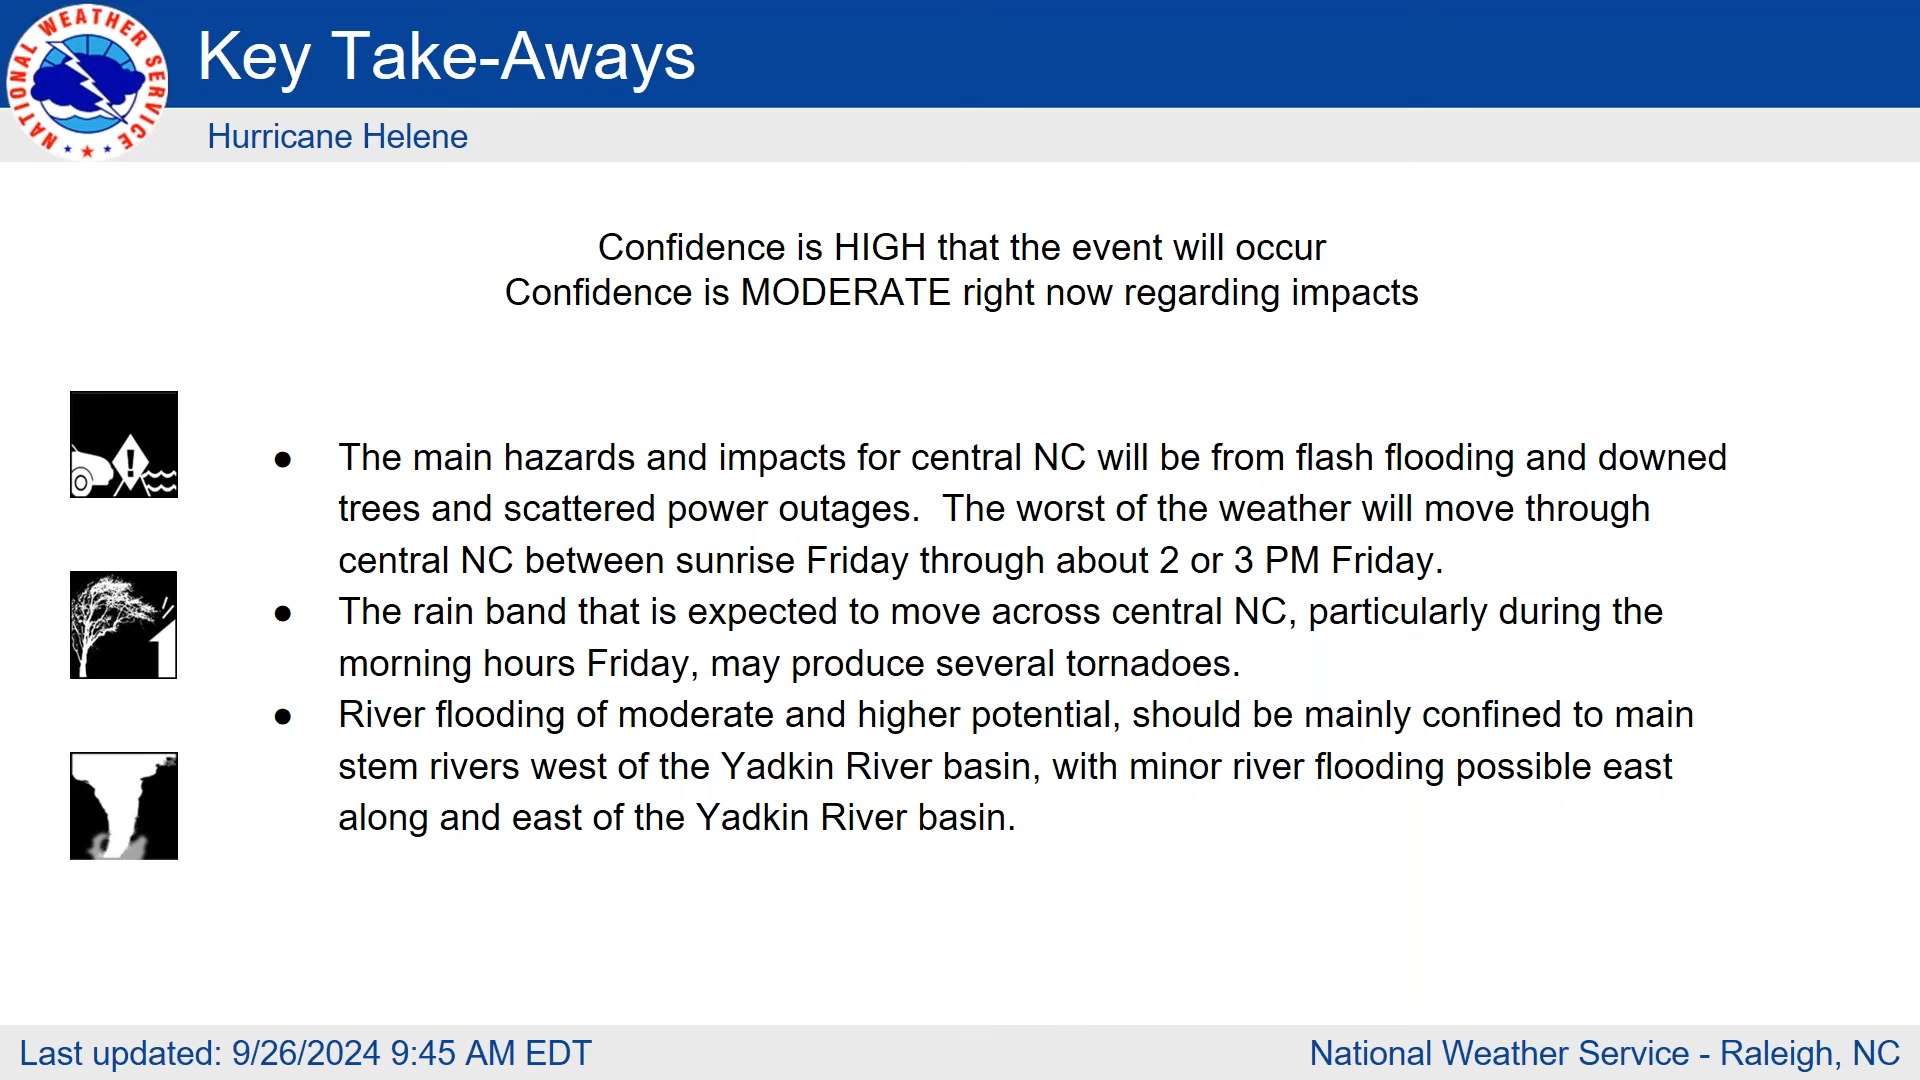 NATIONAL WEATHER SERVICE
Key Take-Aways
Hurricane Helene
Confidence is HIGH that the event will occur
Confidence is MODERATE right now regarding impacts
● The main hazards and impacts for central NC will be from flash flooding and downed
trees and scattered power outages.  The worst of the weather will move through
central NC between sunrise Friday through about 2 or 3 PM Friday.
● The rain band that is expected to move across central NC, particularly during the
morning hours Friday, may produce several tornadoes.
● River flooding of moderate and higher potential, should be mainly confined to main
stem rivers west of the Yadkin River basin, with minor river flooding possible east
along and east of the Yadkin River basin.
Last updated: 9/26/2024 9:45 AM EDT
National Weather Service - Raleigh, NC